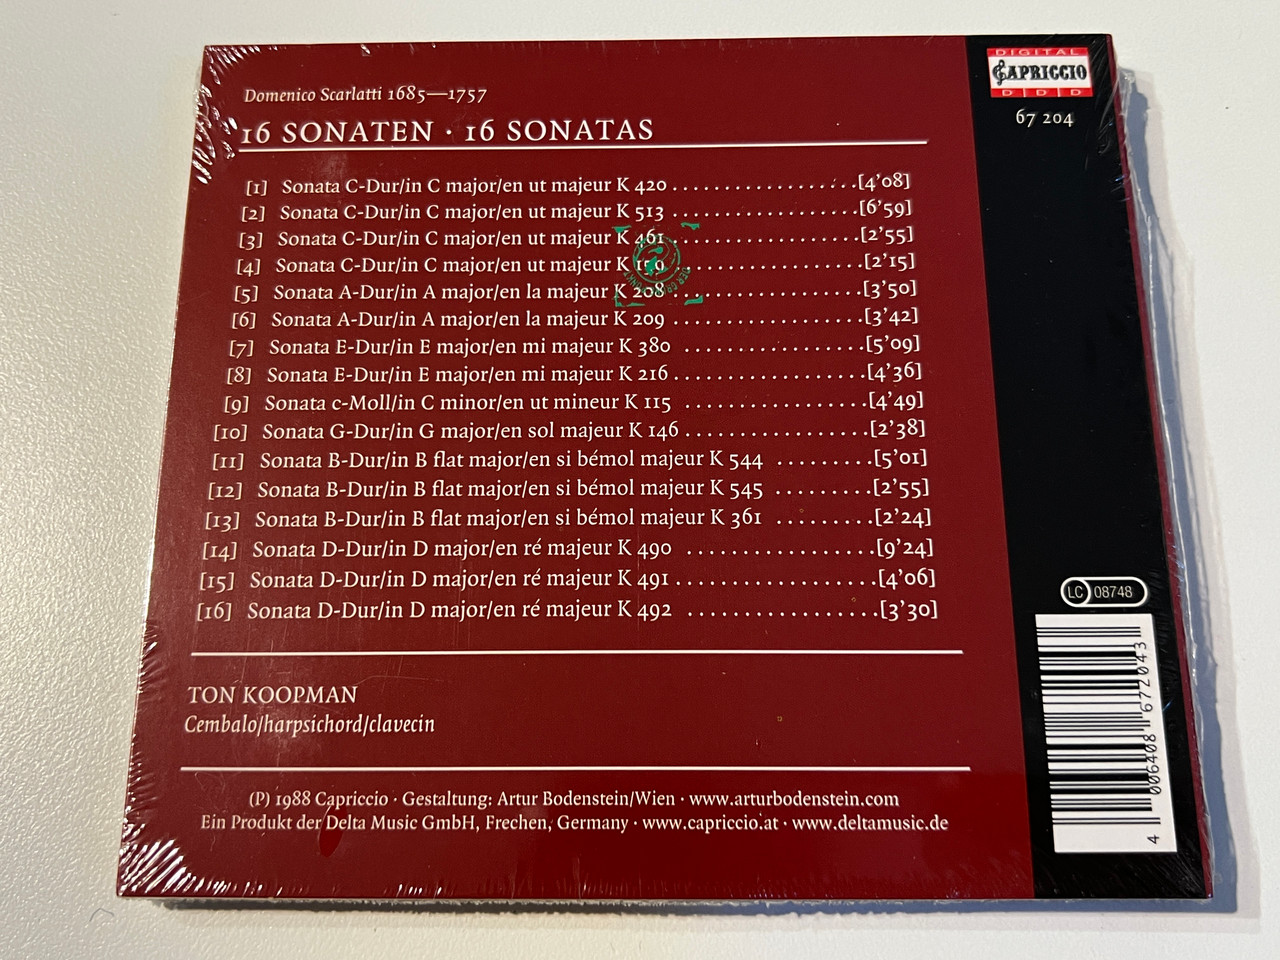 Domenico Scarlatti 1685—1757
16 SONATEN · 16 SONATAS
[1] Sonata C-Dur/in C major/en ut majeur K 420 . . . . . . . . . . . . . . . . . . [4’08]
[2] Sonata C-Dur/in C major/en ut majeur K 513 . . . . . . . . . . . . . . . . . . [6’59]
[3] Sonata C-Dur/in C major/en ut majeur K 461 . . . . . . . . . . . . . . . . . . [2’55]
[4] Sonata C-Dur/in C major/en ut majeur K 159 . . . . . . . . . . . . . . . . . . [2’15]
[5] Sonata A-Dur/in A major/en la majeur K 208 . . . . . . . . . . . . . . . . . . [3’50]
[6] Sonata A-Dur/in A major/en la majeur K 209 . . . . . . . . . . . . . . . . . . [3’42]
[7] Sonata E-Dur/in E major/en mi majeur K 380 . . . . . . . . . . . . . . . . . [5’09]
[8] Sonata E-Dur/in E major/en mi majeur K 216 . . . . . . . . . . . . . . . . . . [4’36]
[9] Sonata c-Moll/in C minor/en ut mineur K 115 . . . . . . . . . . . . . . . . . [4’49]
[10] Sonata G-Dur/in G major/en sol majeur K 146 . . . . . . . . . . . . . . . . . [2’38]
[11] Sonata B-Dur/in B flat major/en si bémol majeur K 544 . . . . . . . . . [5’01]
[12] Sonata B-Dur/in B flat major/en si bémol majeur K 545 . . . . . . . . . [2’55]
[13] Sonata B-Dur/in B flat major/en si bémol majeur K 361 . . . . . . . . . [2’24]
[14] Sonata D-Dur/in D major/en ré majeur K 490 . . . . . . . . . . . . . . . . . [9’24]
[15] Sonata D-Dur/in D major/en ré majeur K 491 . . . . . . . . . . . . . . . . . . [4’06]
[16] Sonata D-Dur/in D major/en ré majeur K 492 . . . . . . . . . . . . . . . . . [3’30]
TON KOOPMAN
Cembalo/harpsichord/clavecin
(P) 1988 Capriccio · Gestaltung: Artur Bodenstein/Wien · www.arturbodenstein.com
Ein Produkt der Delta Music GmbH, Frechen, Germany · www.capriccio.at · www.deltamusic.de
DIGITAL
CAPRICCIO
D D D
67 204
LC 08748
4 006408 672043